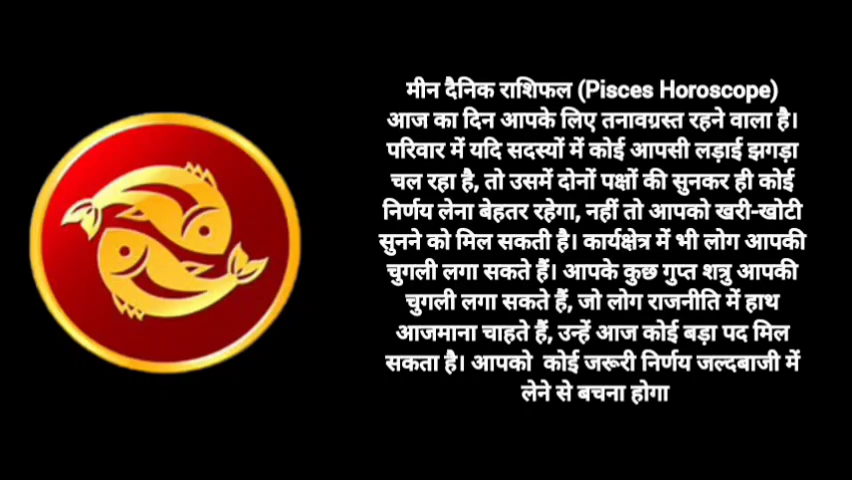 मीन दैनिक राशिफल (Pisces Horoscope)
आज का दिन आपके लिए तनावग्रस्त रहने वाला है।
परिवार में यदि सदस्यों में कोई आपसी लड़ाई झगड़ा
चल रहा है, तो उसमें दोनों पक्षों की सुनकर ही कोई
निर्णय लेना बेहतर रहेगा, नहीं तो आपको खरी-खोटी
सुनने को मिल सकती है। कार्यक्षेत्र में भी लोग आपकी
चुगली लगा सकते हैं। आपके कुछ गुप्त शत्रु आपकी
चुगली लगा सकते हैं, जो लोग राजनीति में हाथ
आजमाना चाहते हैं, उन्हें आज कोई बड़ा पद मिल
सकता है। आपको  कोई जरूरी निर्णय जल्दबाजी में
लेने से बचना होगा